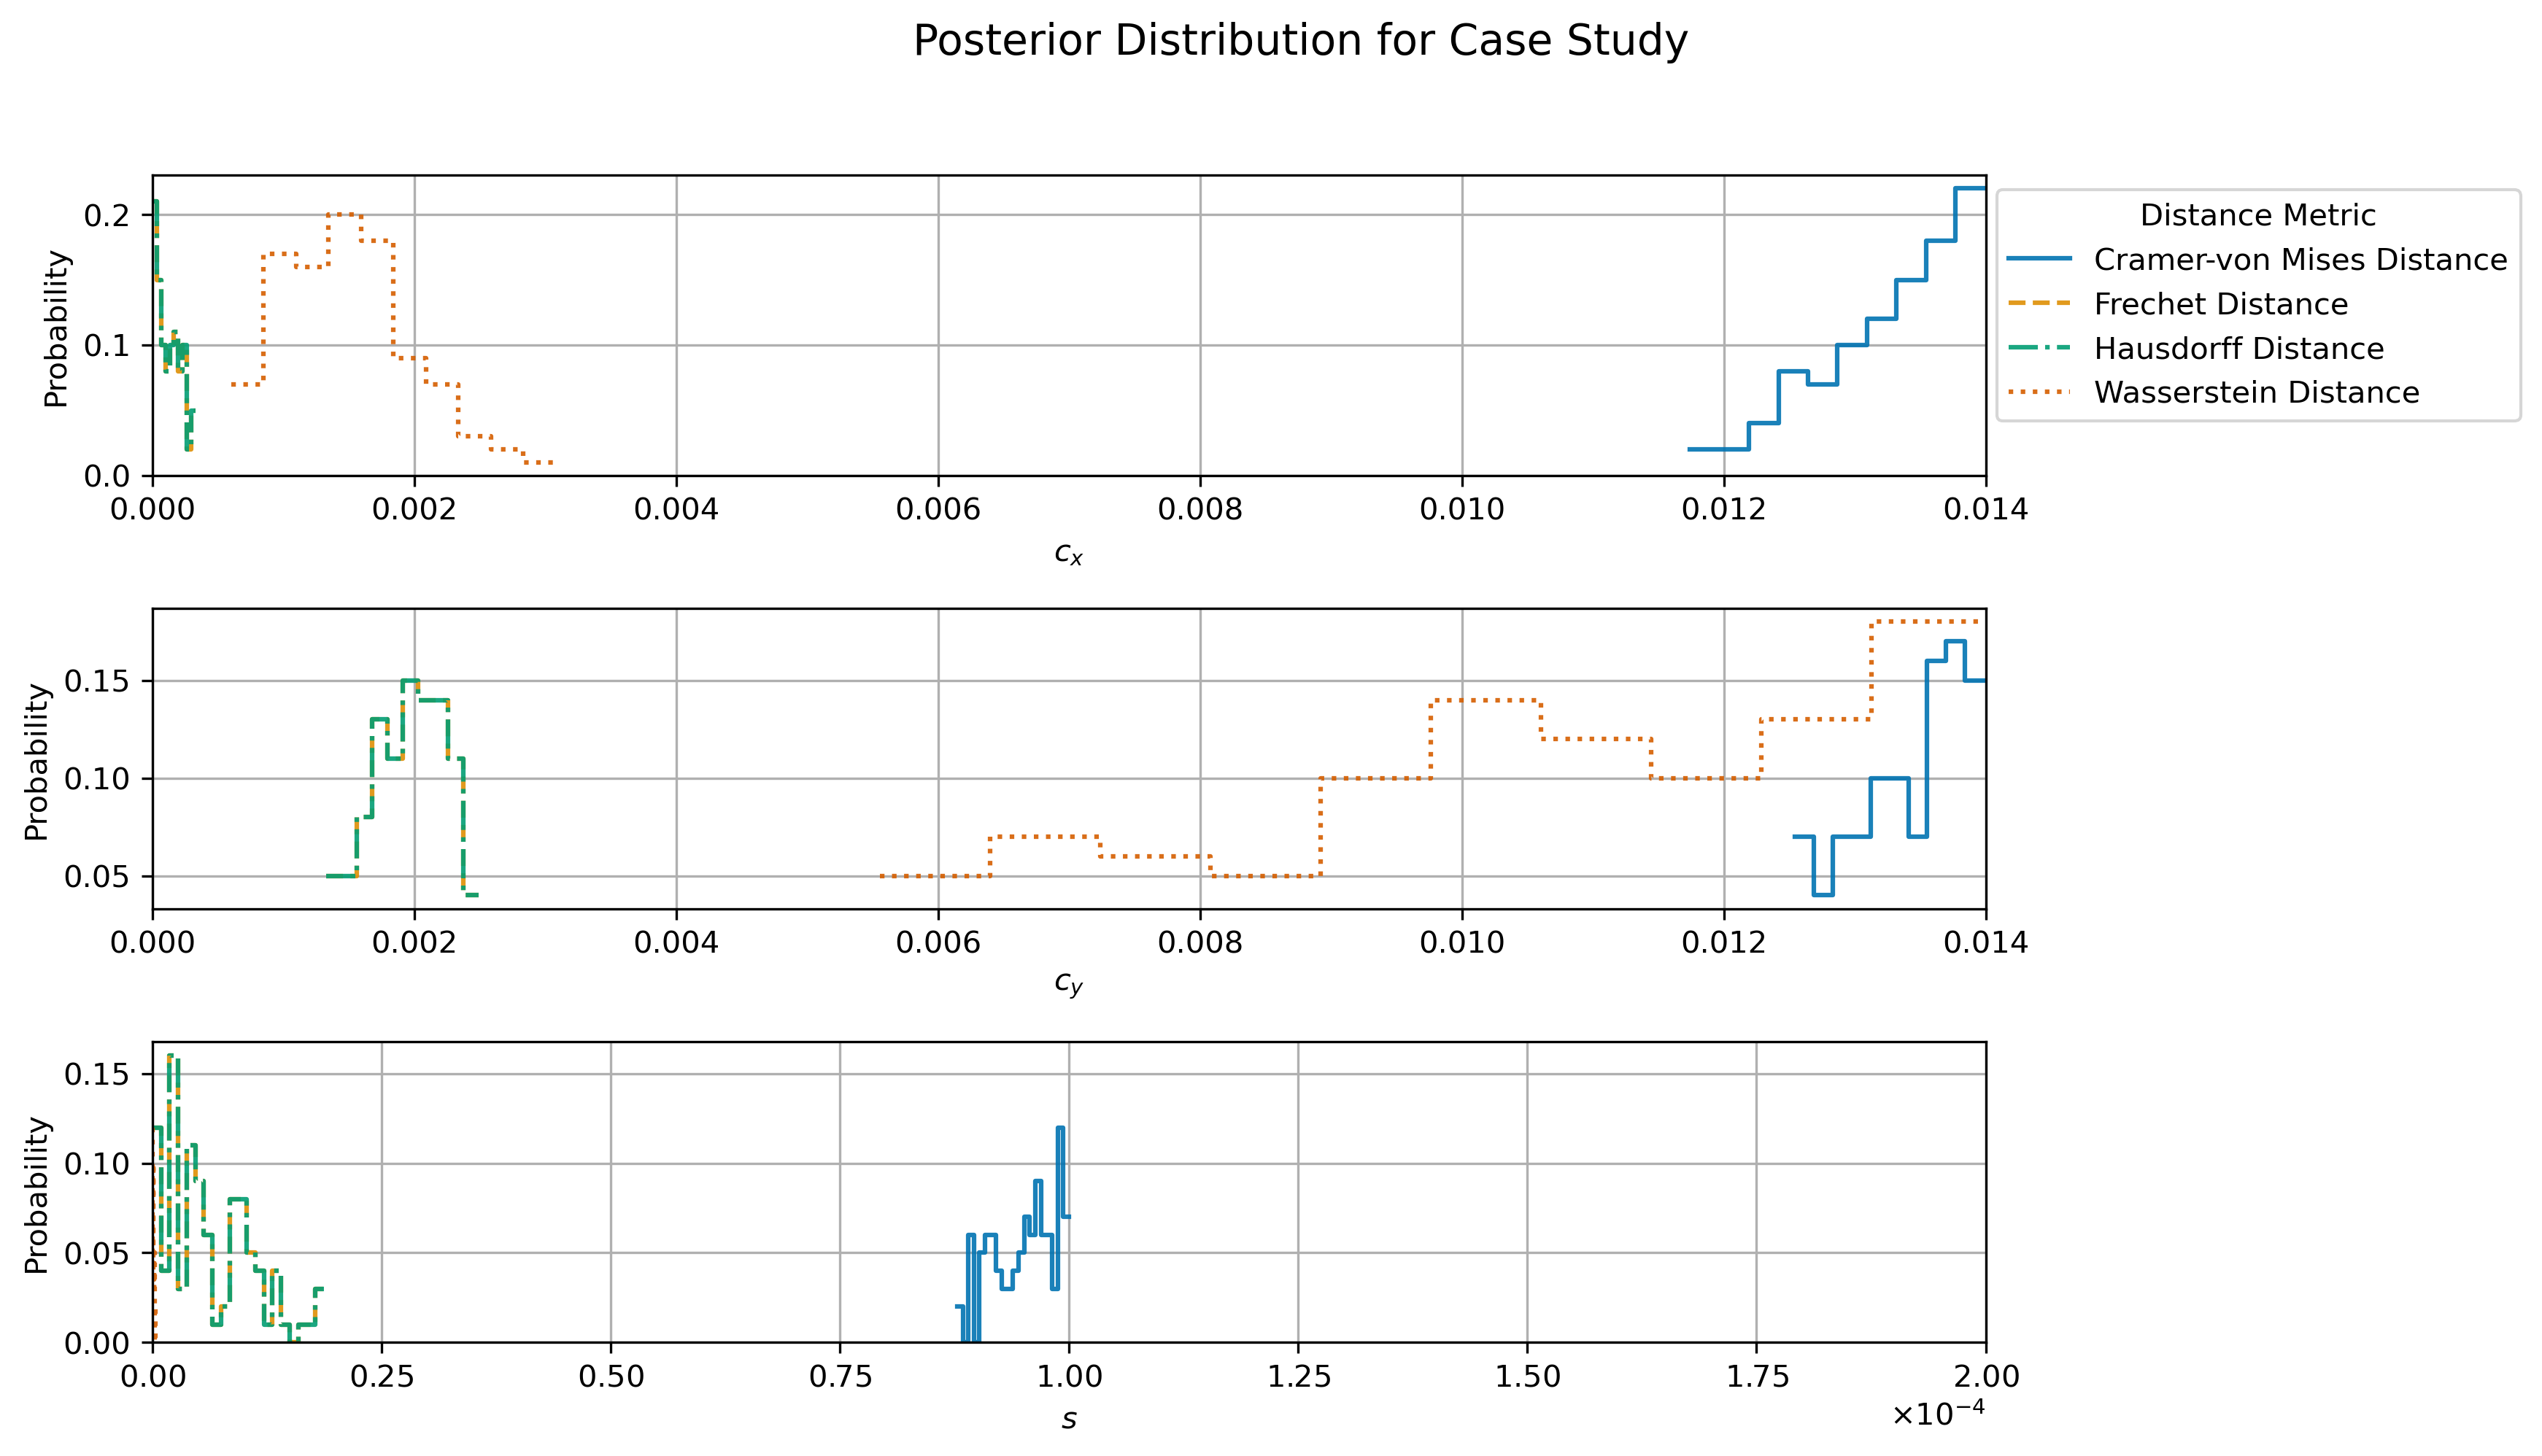 Posterior Distribution for Case Study
Probability
0.2
0.1
0.0
0.000 0.002 0.004 0.006 0.008 0.010 0.012 0.014
c_x
Distance Metric
Cramer-von Mises Distance
Frechet Distance
Hausdorff Distance
Wasserstein Distance
Probability
0.15
0.10
0.05
0.000 0.002 0.004 0.006 0.008 0.010 0.012 0.014
c_y
Probability
0.15
0.10
0.05
0.00
0.00 0.25 0.50 0.75 1.00 1.25 1.50 1.75 2.00
×10⁻⁴
s